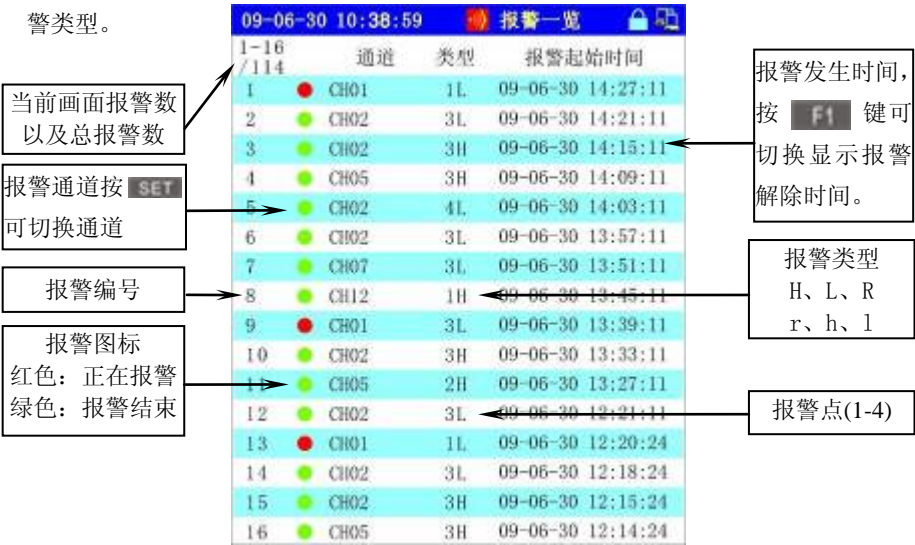 警类型。
09-06-30 10:38:59 报警一览
1-16
/114 通道 类型 报警起始时间
1 CH01 1L 09-06-30 14:27:11
2 CH02 3L 09-06-30 14:21:11
3 CH02 3H 09-06-30 14:15:11
4 CH05 3H 09-06-30 14:09:11
5 CH02 4L 09-06-30 14:03:11
6 CH02 3L 09-06-30 13:57:11
7 CH07 3L 09-06-30 13:51:11
8 CH12 1H 09-06-30 13:45:11
9 CH01 3L 09-06-30 13:39:11
10 CH02 3H 09-06-30 13:33:11
11 CH05 2H 09-06-30 13:27:11
12 CH02 3L 09-06-30 12:21:11
13 CH01 1L 09-06-30 12:20:24
14 CH02 3L 09-06-30 12:18:24
15 CH02 3H 09-06-30 12:15:24
16 CH05 3H 09-06-30 12:14:24
当前画面报警数
以及总报警数
报警通道按 SET
可切换通道
报警编号
报警图标
红色：正在报警
绿色：报警结束
报警发生时间，
按 F1 键可
切换显示报警
解除时间。
报警类型
H、L、R
r、h、l
报警点(1-4)